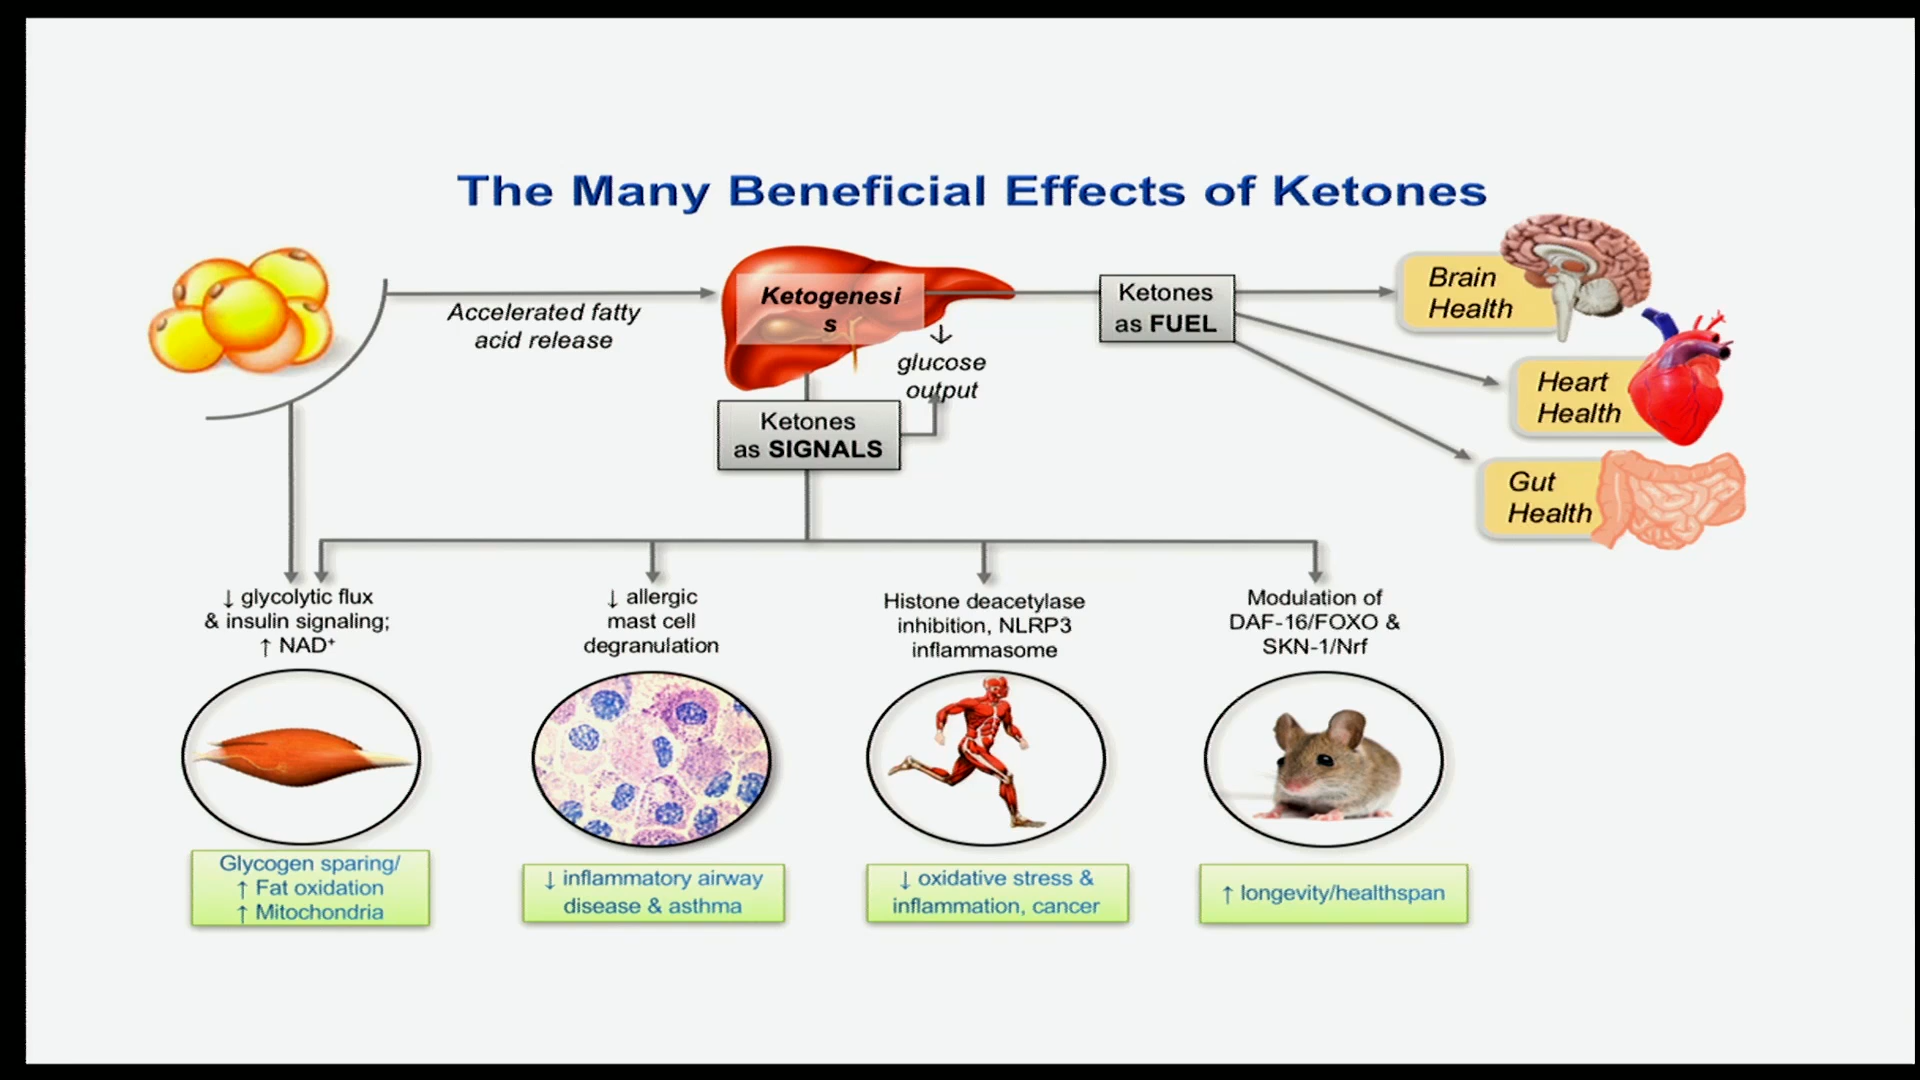 The Many Beneficial Effects of Ketones
Accelerated fatty
acid release
Ketogenesi
s
↓
glucose
output
Ketones
as FUEL
Brain
Health
Heart
Health
Gut
Health
Ketones
as SIGNALS
↓ glycolytic flux
& insulin signaling;
↑ NAD⁺
↓ allergic
mast cell
degranulation
Histone deacetylase
inhibition, NLRP3
inflammasome
Modulation of
DAF-16/FOXO &
SKN-1/Nrf
Glycogen sparing/
↑ Fat oxidation
↑ Mitochondria
↓ inflammatory airway
disease & asthma
↓ oxidative stress &
inflammation, cancer
↑ longevity/healthspan